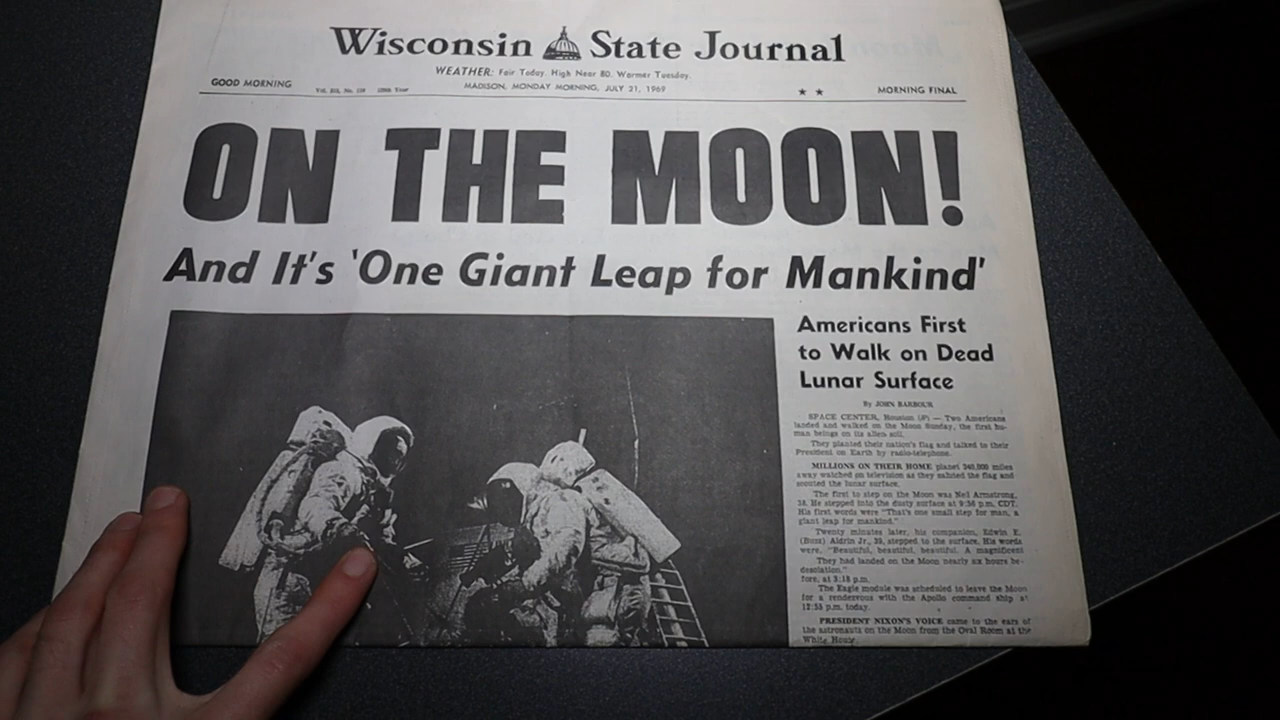 Wisconsin State Journal
WEATHER: Fair Today. High Near 80. Warmer Tuesday.
GOOD MORNING
MADISON, MONDAY MORNING, JULY 21, 1969
★ ★
MORNING FINAL
ON THE MOON!
And It's 'One Giant Leap for Mankind'
Americans First
to Walk on Dead
Lunar Surface
By JOHN BARBOUR
SPACE CENTER, Houston (AP) — Two Americans
landed and walked on the Moon Sunday, the first hu-
man beings on its alien soil.
They planted their nation's flag and talked to their
President on Earth by radio-telephone.
MILLIONS ON THEIR HOME planet 240,000 miles
away watched on television as they saluted the flag and
scouted the lunar surface.
The first to step on the Moon was Neil Armstrong,
38. He stepped into the dusty surface at 9:56 p.m. CDT.
His first words were "That's one small step for man, a
giant leap for mankind."
Twenty minutes later, his companion, Edwin E.
(Buzz) Aldrin Jr., 39, stepped to the surface. His words
were, "Beautiful, beautiful, beautiful. A magnificent
They had landed on the Moon nearly six hours be-
desolation."
fore, at 3:18 p.m.
The Eagle module was scheduled to leave the Moon
for a rendezvous with the Apollo command ship at
12:55 p.m. today.
PRESIDENT NIXON'S VOICE came to the ears of
the astronauts on the Moon from the Oval Room at the
White House.